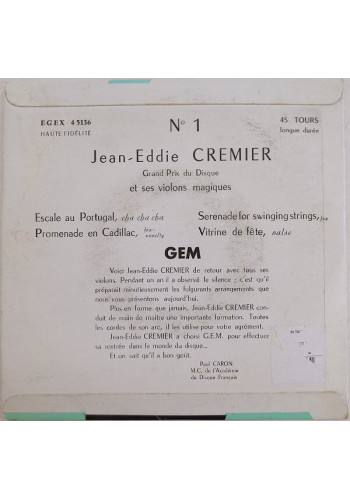 EGEX 45136
HAUTE FIDÉLITÉ
Nº 1
45 TOURS
longue durée
Jean-Eddie CREMIER
Grand Prix du Disque
et ses violons magiques
Escale au Portugal, cha cha cha
Promenade en Cadillac, fox-novelty
Serenade for swinging strings, fox
Vitrine de fête, valse
GEM
Voici Jean-Eddie CREMIER de retour avec tous ses
violons. Pendant un an il a observé le silence : c'est qu'il
préparait minutieusement les fulgurants arrangements que
nous vous présentons aujourd'hui.
Plus en forme que jamais, Jean-Eddie CREMIER con-
duit de main de maître une importante formation. Toutes
les cordes de son arc, il les utilise pour votre agrément.
Jean-Eddie CREMIER a choisi G.E.M. pour effectuer
sa rentrée dans le monde du disque...
Et on sait qu'il a bon goût.
Paul CARON
M.C. de l'Académie
du Disque Français